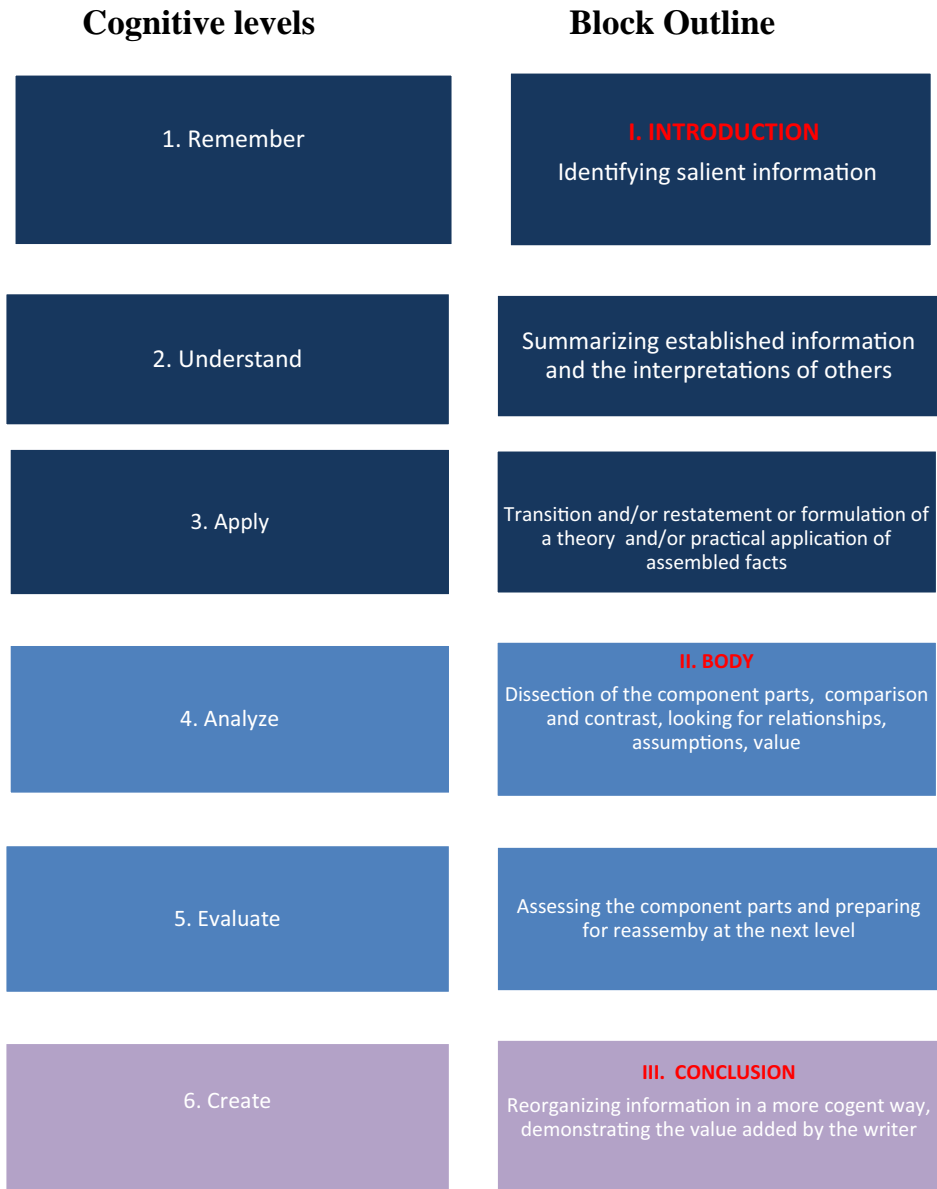 Cognitive levels
Block Outline
1. Remember
I. INTRODUCTION
Identifying salient information
2. Understand
Summarizing established information
and the interpretations of others
3. Apply
Transition and/or restatement or formulation of
a theory and/or practical application of
assembled facts
4. Analyze
II. BODY
Dissection of the component parts, comparison
and contrast, looking for relationships,
assumptions, value
5. Evaluate
Assessing the component parts and preparing
for reassemby at the next level
6. Create
III. CONCLUSION
Reorganizing information in a more cogent way,
demonstrating the value added by the writer